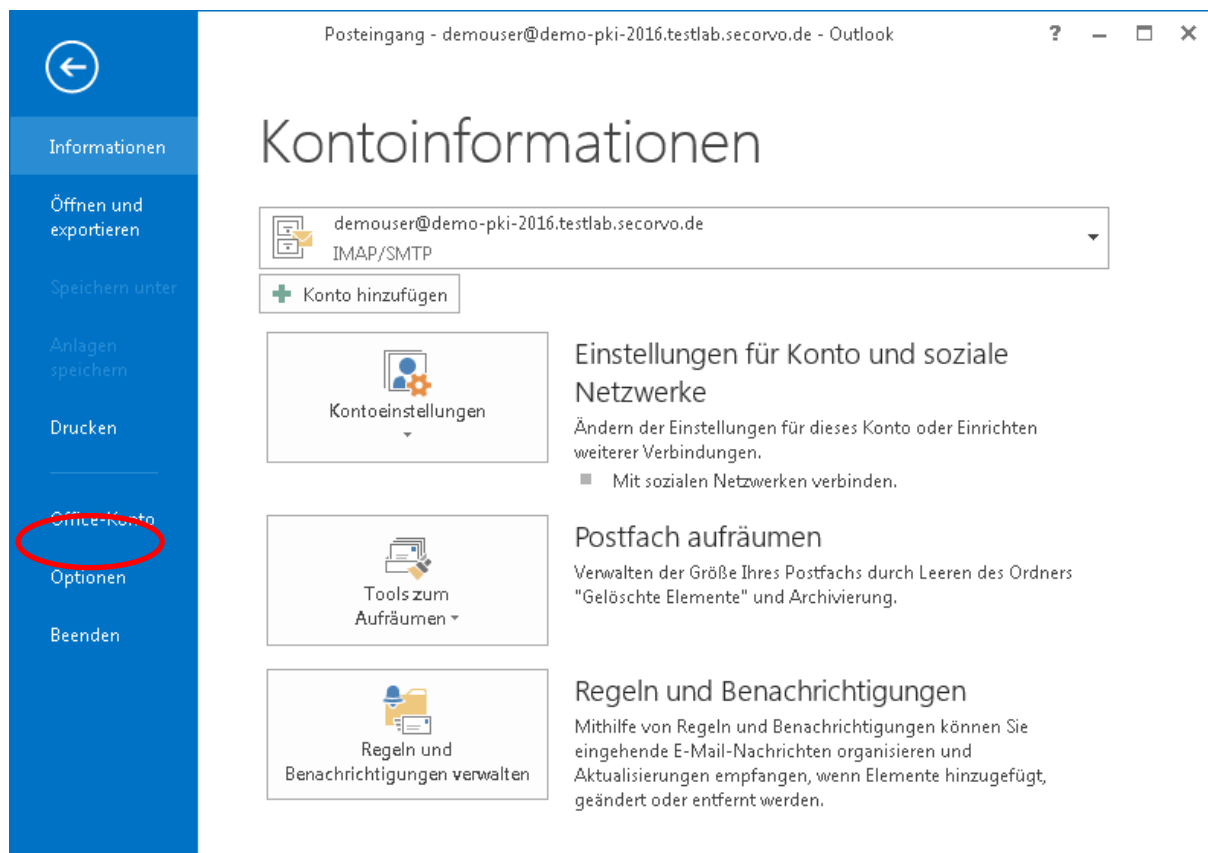 Posteingang - demouser@demo-pki-2016.testlab.secorvo.de - Outlook
?
Informationen
Öffnen und
exportieren
Speichern unter
Anlagen
speichern
Drucken
Office-Konto
Optionen
Beenden
Kontoinformationen
demouser@demo-pki-2016.testlab.secorvo.de
IMAP/SMTP
Konto hinzufügen
Kontoeinstellungen
Einstellungen für Konto und soziale
Netzwerke
Ändern der Einstellungen für dieses Konto oder Einrichten
weiterer Verbindungen.
Mit sozialen Netzwerken verbinden.
Tools zum
Aufräumen
Postfach aufräumen
Verwalten der Größe Ihres Postfachs durch Leeren des Ordners
"Gelöschte Elemente" und Archivierung.
Regeln und
Benachrichtigungen verwalten
Regeln und Benachrichtigungen
Mithilfe von Regeln und Benachrichtigungen können Sie
eingehende E-Mail-Nachrichten organisieren und
Aktualisierungen empfangen, wenn Elemente hinzugefügt,
geändert oder entfernt werden.